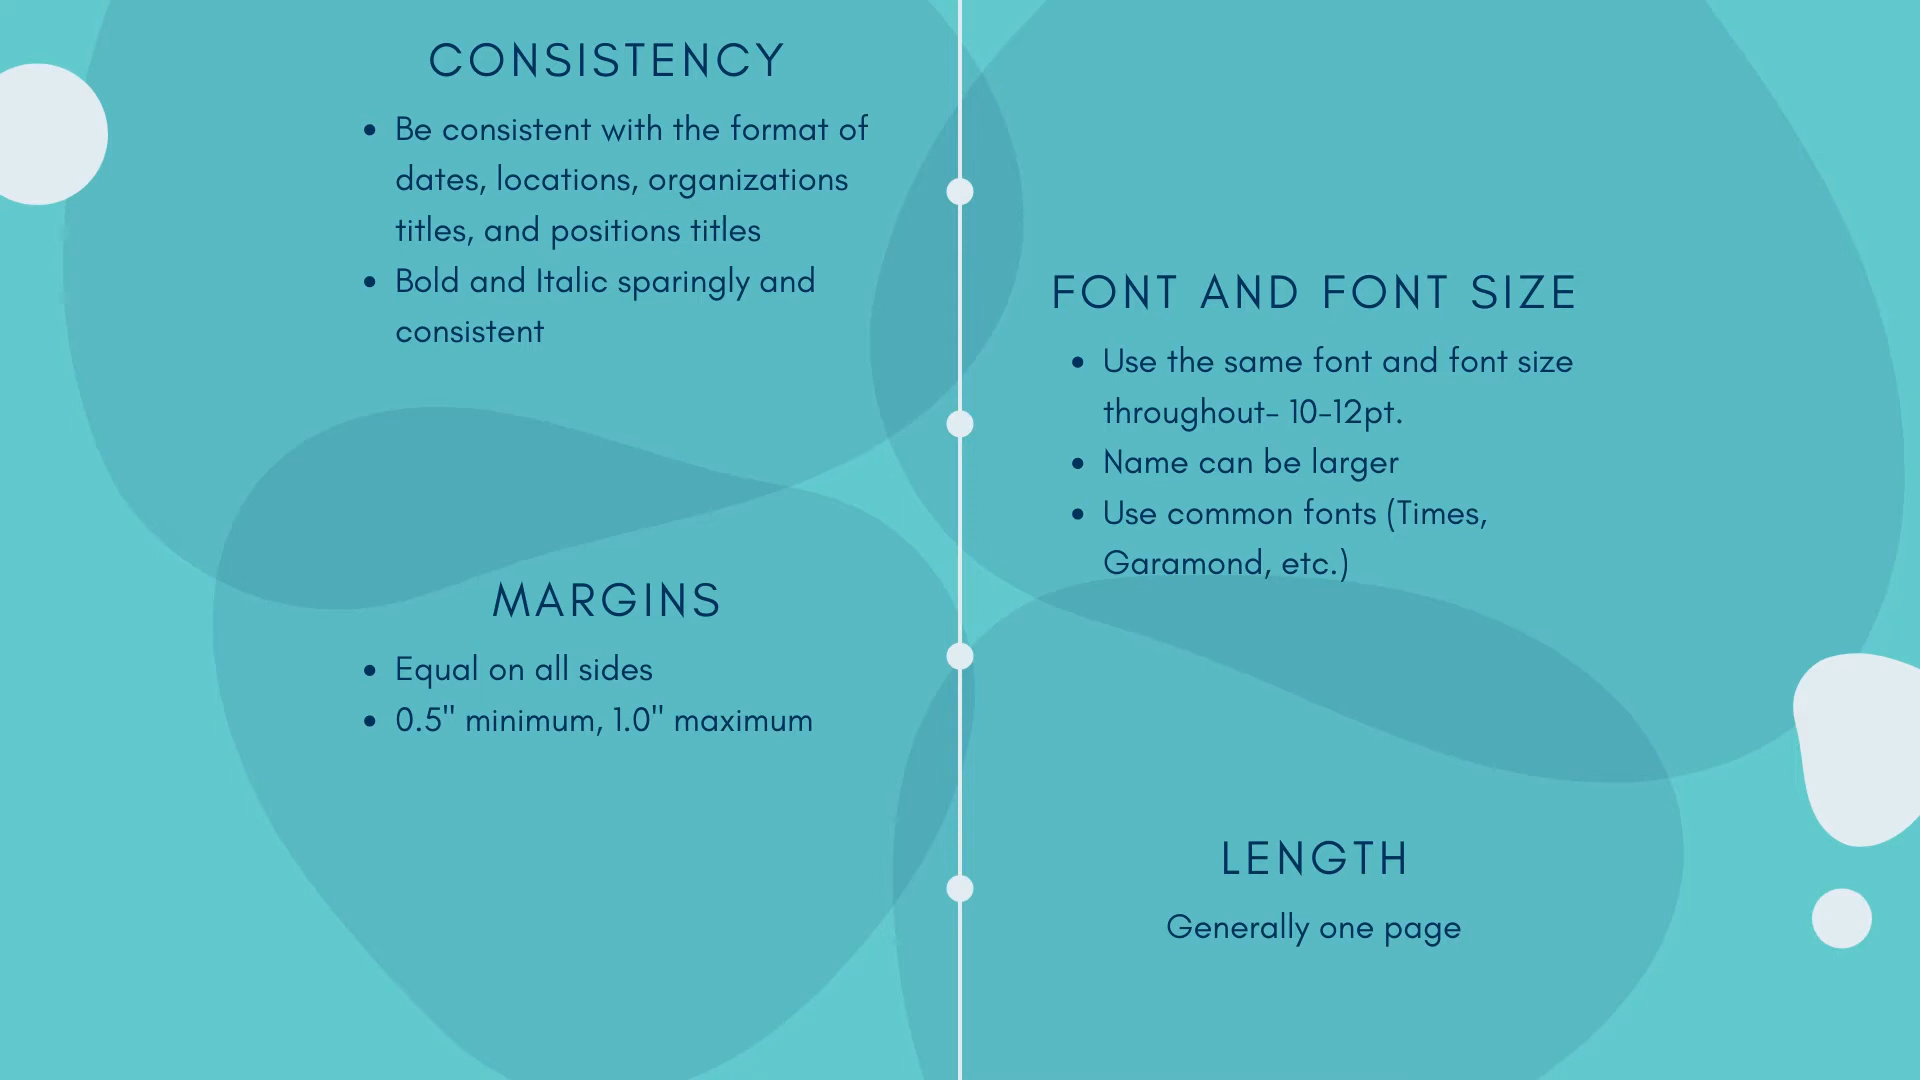 CONSISTENCY
• Be consistent with the format of
dates, locations, organizations
titles, and positions titles
• Bold and Italic sparingly and
consistent
FONT AND FONT SIZE
• Use the same font and font size
throughout- 10-12pt.
• Name can be larger
• Use common fonts (Times,
Garamond, etc.)
MARGINS
• Equal on all sides
• 0.5" minimum, 1.0" maximum
LENGTH
Generally one page